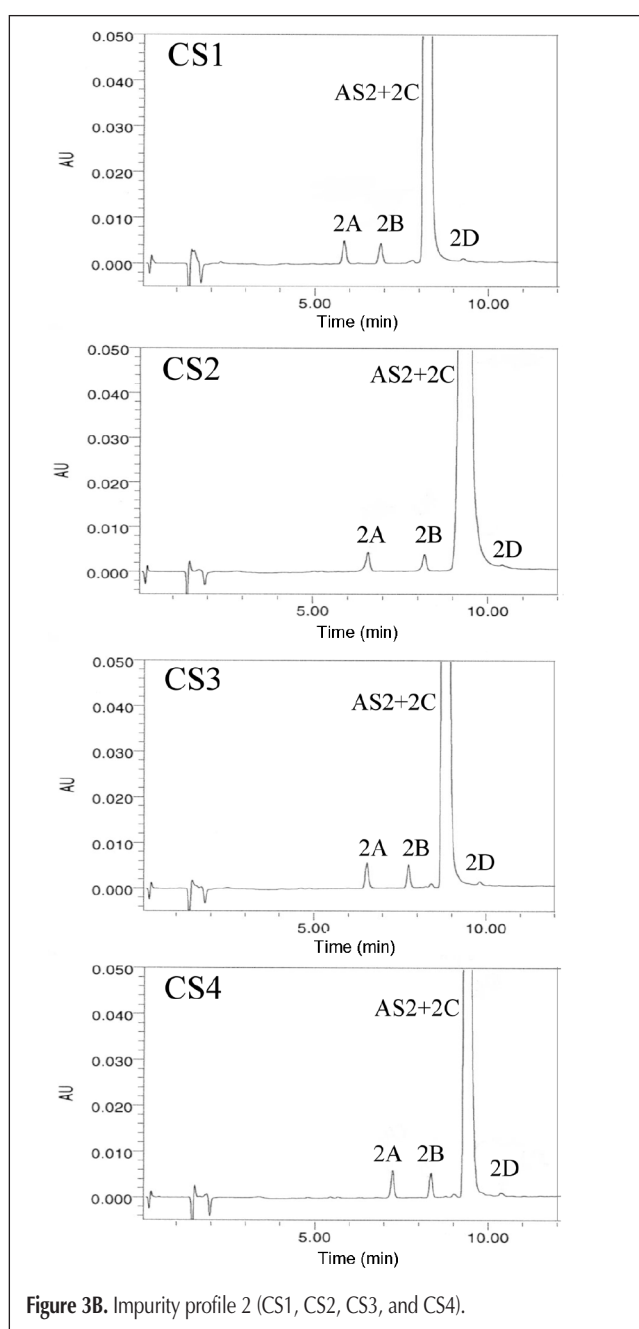 CS1
0.050
0.040
0.030
0.020
0.010
0.000
AU
AS2+2C
2A 2B 2D
5.00 10.00
Time (min)
CS2
0.050
0.040
0.030
0.020
0.010
0.000
AU
AS2+2C
2A 2B 2D
5.00 10.00
Time (min)
CS3
0.050
0.040
0.030
0.020
0.010
0.000
AU
AS2+2C
2A 2B 2D
5.00 10.00
Time (min)
CS4
0.050
0.040
0.030
0.020
0.010
0.000
AU
AS2+2C
2A 2B 2D
5.00 10.00
Time (min)
Figure 3B. Impurity profile 2 (CS1, CS2, CS3, and CS4).